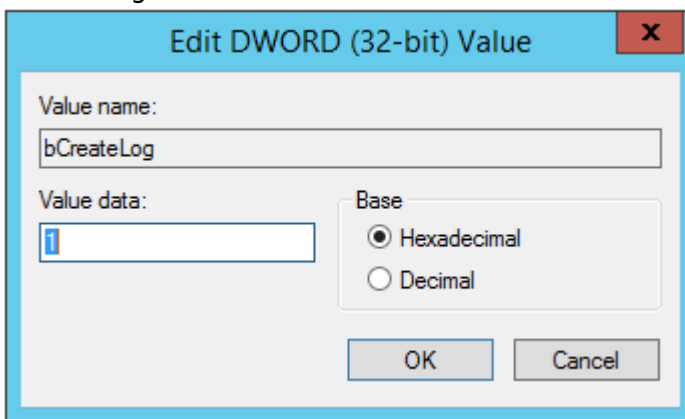 Edit DWORD (32-bit) Value
x
Value name:
bCreateLog
Value data:
Base
1
Hexadecimal
Decimal
OK
Cancel